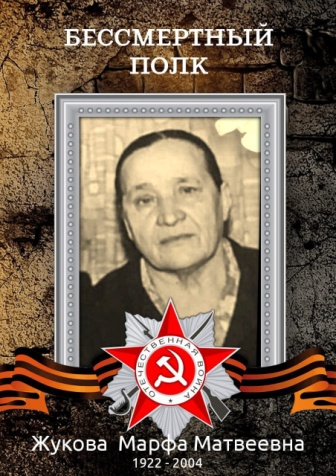 БЕССМЕРТНЫЙ
ПОЛК
ОТЕЧЕСТВЕННАЯ ВОЙНА
Жукова Марфа Матвеевна
1922 - 2004